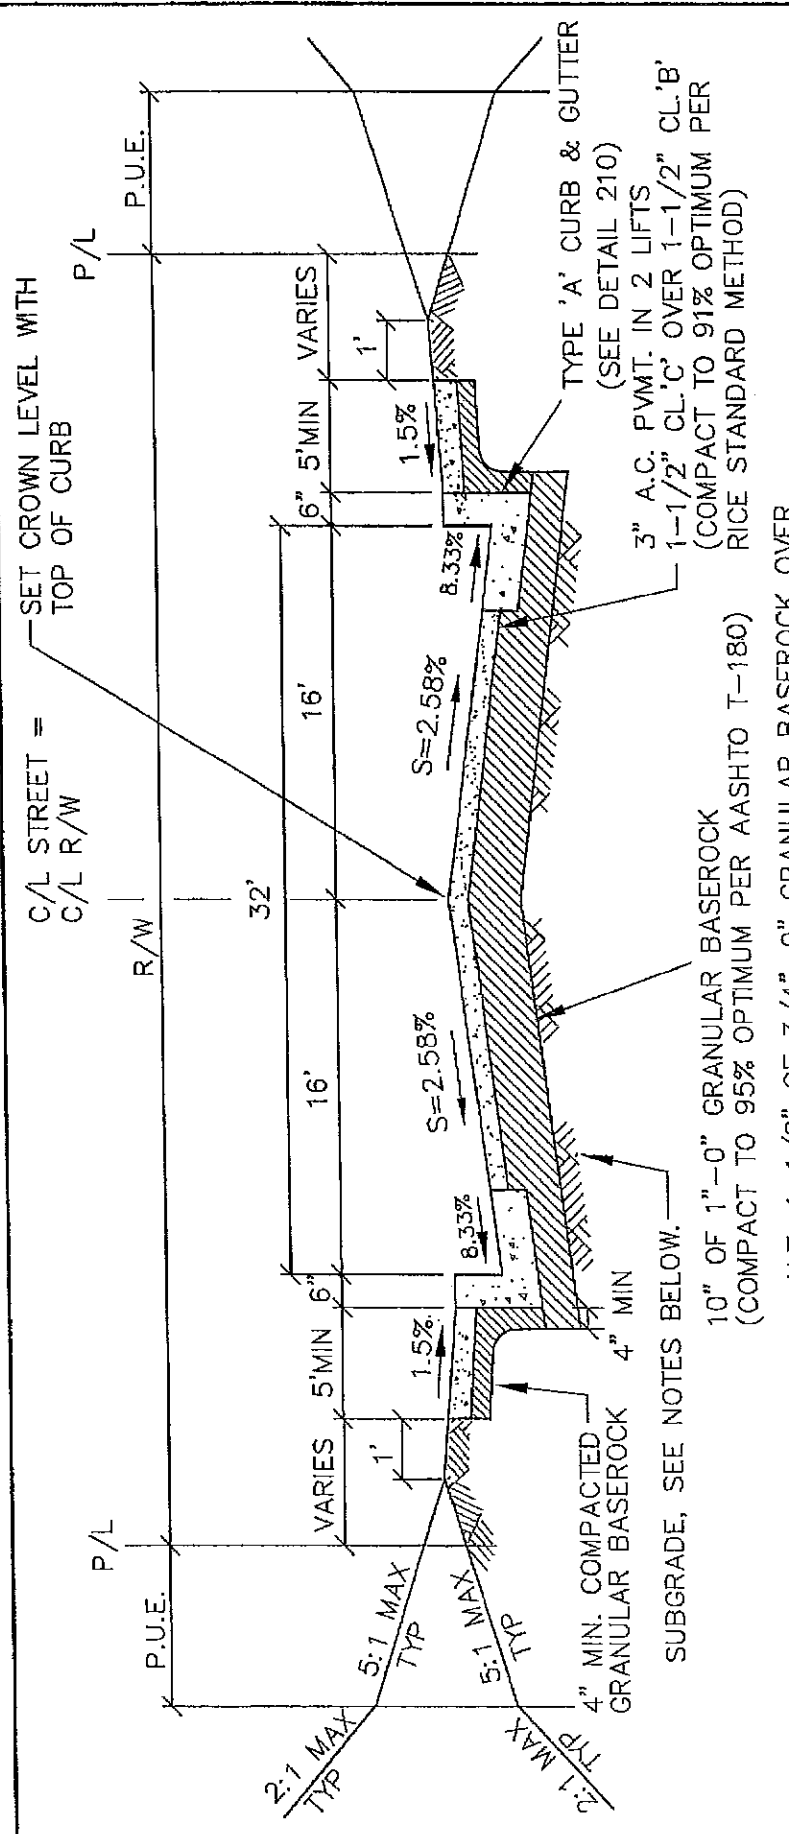 SET CROWN LEVEL WITH
TOP OF CURB
C/L STREET =
C/L R/W
P/L
P/L
P.U.E.
R/W
P.U.E.
32'
VARIES
5'MIN
6"
16'
16'
6"
5'MIN
VARIES
1'
1'
1.5%
8.33%
S=2.58%
S=2.58%
8.33%
1.5%
2:1 MAX
TYP
5:1 MAX
TYP
5:1 MAX
TYP
2:1 MAX
TYP
4" MIN. COMPACTED
GRANULAR BASEROCK
4" MIN
SUBGRADE, SEE NOTES BELOW.
TYPE 'A' CURB & GUTTER
(SEE DETAIL 210)
3" A.C. PVMT. IN 2 LIFTS
1-1/2" CL.'C' OVER 1-1/2" CL.'B'
(COMPACT TO 91% OPTIMUM PER
RICE STANDARD METHOD)
10" OF 1"-0" GRANULAR BASEROCK
(COMPACT TO 95% OPTIMUM PER AASHTO T-180)
GRANULAR BASEROCK OVER